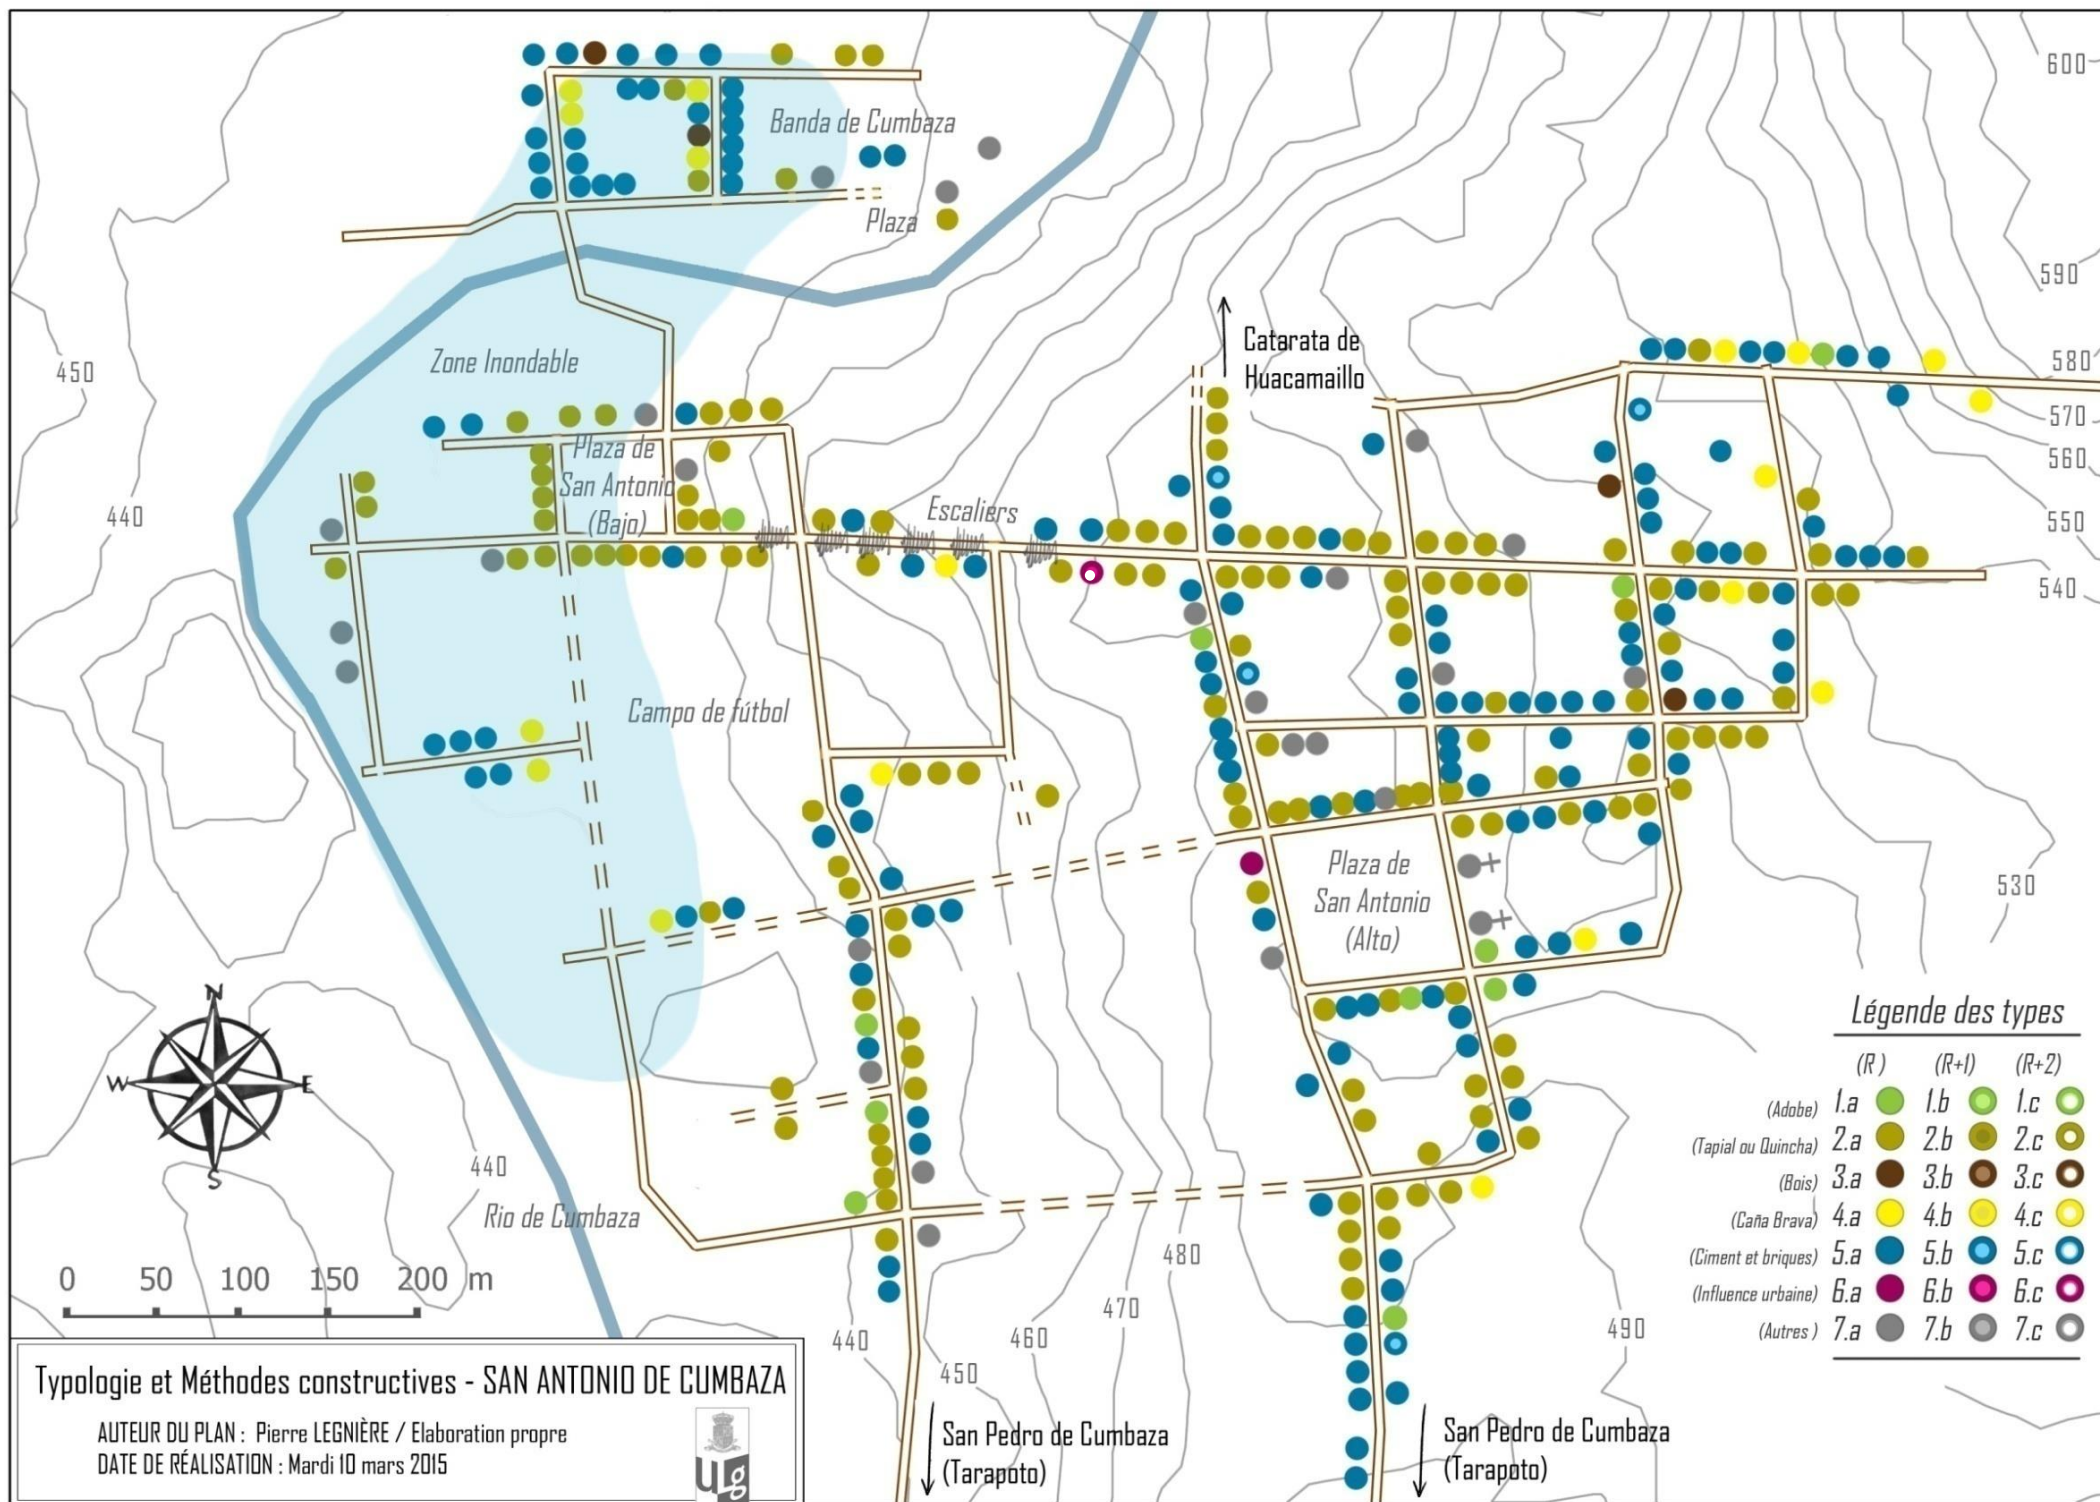 600
Banda de Cumbaza
Plaza
590
Catarata de
Huacamaillo
Zone Inondable
450
580
570
560
550
540
Plaza de
San Antonio
(Bajo)
Escaliers
440
Campo de fútbol
Plaza de
San Antonio
(Alto)
530
N
W
E
S
440
Rio de Cumbaza
0 50 100 150 200 m
480
470
460
450
440
490
Légende des types
(R) (R+1) (R+2)
(Adobe) 1.a 1.b 1.c
(Tapial ou Quincha) 2.a 2.b 2.c
(Bois) 3.a 3.b 3.c
(Caña Brava) 4.a 4.b 4.c
(Ciment et briques) 5.a 5.b 5.c
(Influence urbaine) 6.a 6.b 6.c
(Autres) 7.a 7.b 7.c
San Pedro de Cumbaza
(Tarapoto)
San Pedro de Cumbaza
(Tarapoto)
Typologie et Méthodes constructives - SAN ANTONIO DE CUMBAZA
AUTEUR DU PLAN : Pierre LEGNIÈRE / Elaboration propre
DATE DE RÉALISATION : Mardi 10 mars 2015
ULg